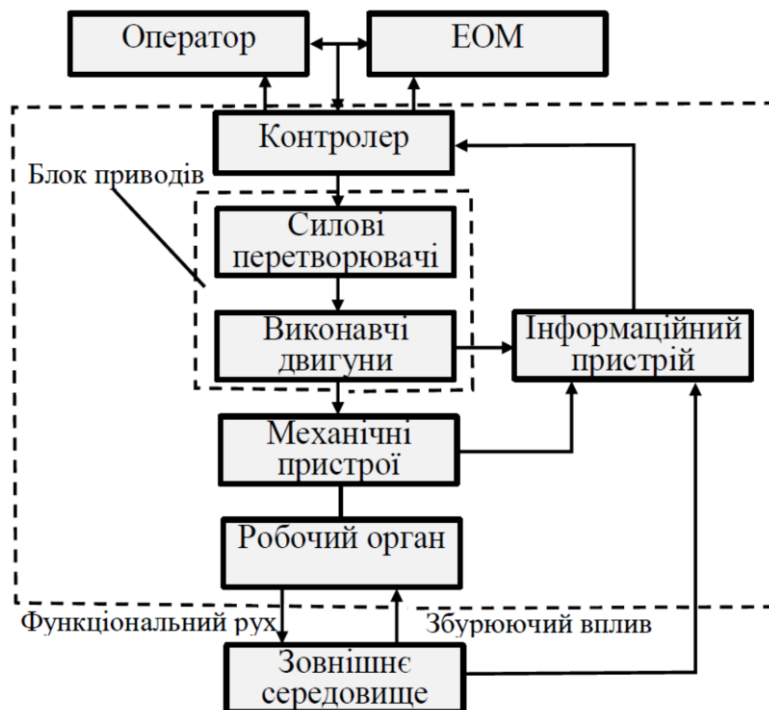 Оператор
ЕОМ
Контролер
Блок приводів
Силові
перетворювачі
Виконавчі
двигуни
Інформаційний
пристрій
Механічні
пристрої
Робочий орган
Функціональний рух
Збурюючий вплив
Зовнішнє
середовище